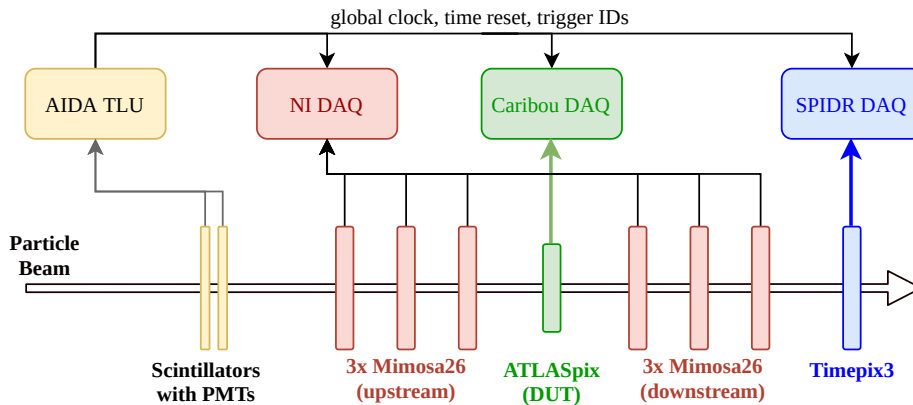 global clock, time reset, trigger IDs
AIDA TLU
NI DAQ
Caribou DAQ
SPIDR DAQ
Particle
Beam
Scintillators
with PMTs
3x Mimosa26
(upstream)
ATLASpix
(DUT)
3x Mimosa26
(downstream)
Timepix3